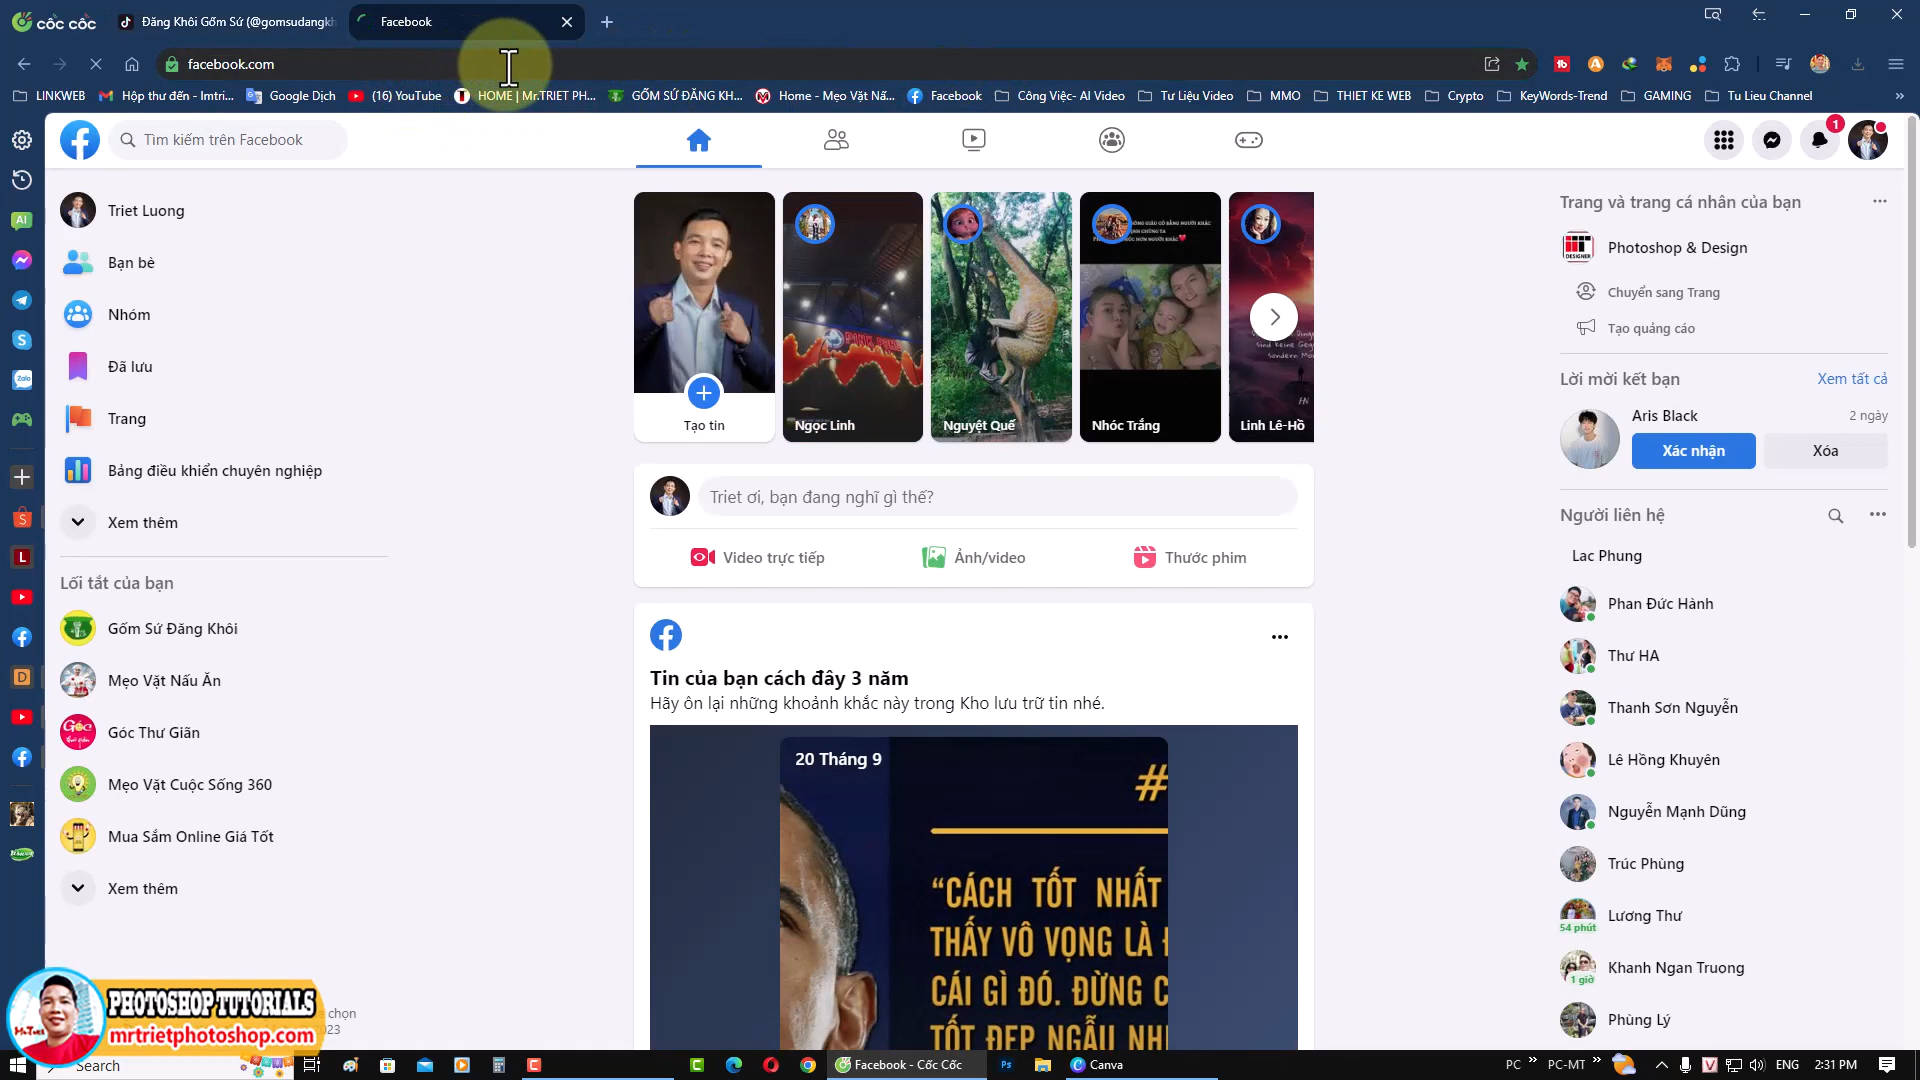 cốc cốc
Đăng Khôi Gốm Sứ (@gomsudangkh
Facebook
facebook.com
LINKWEB
Hộp thư đến - Imtri...
Google Dịch
(16) YouTube
HOME | Mr.TRIET PH...
GỐM SỨ ĐĂNG KH...
Home - Mẹo Vặt Nấ...
Facebook
Công Việc- AI Video
Tư Liệu Video
MMO
THIET KE WEB
Crypto
KeyWords-Trend
GAMING
Tu Lieu Channel
Tìm kiếm trên Facebook
1
Triet Luong
Bạn bè
Nhóm
Đã lưu
Trang
Bảng điều khiển chuyên nghiệp
Xem thêm
Lối tắt của bạn
Gốm Sứ Đăng Khôi
Mẹo Vặt Nấu Ăn
Góc Thư Giãn
Mẹo Vặt Cuộc Sống 360
Mua Sắm Online Giá Tốt
Xem thêm
Tạo tin
Ngọc Linh
Nguyệt Quế
Nhóc Trắng
Linh Lê-Hồ
Triet ơi, bạn đang nghĩ gì thế?
Video trực tiếp
Ảnh/video
Thước phim
Tin của bạn cách đây 3 năm
Hãy ôn lại những khoảnh khắc này trong Kho lưu trữ tin nhé.
20 Tháng 9
#
“CÁCH TỐT NHẤT
THẤY VÔ VỌNG LÀ
CÁI GÌ ĐÓ. ĐỪNG C
TỐT ĐẸP NGẪU NHI
Trang và trang cá nhân của bạn
Photoshop & Design
Chuyển sang Trang
Tạo quảng cáo
Lời mời kết bạn
Xem tất cả
Aris Black
2 ngày
Xác nhận
Xóa
Người liên hệ
Lac Phung
Phan Đức Hành
Thư HA
Thanh Sơn Nguyễn
Lê Hồng Khuyên
Nguyễn Mạnh Dũng
Trúc Phùng
Lương Thư
54 phút
Khanh Ngan Truong
1 giờ
Phùng Lý
PHOTOSHOP TUTORIALS
mrtrietphotoshop.com
chọn
2023
Search
Facebook - Cốc Cốc
Canva
PC
PC-MT
ENG
2:31 PM